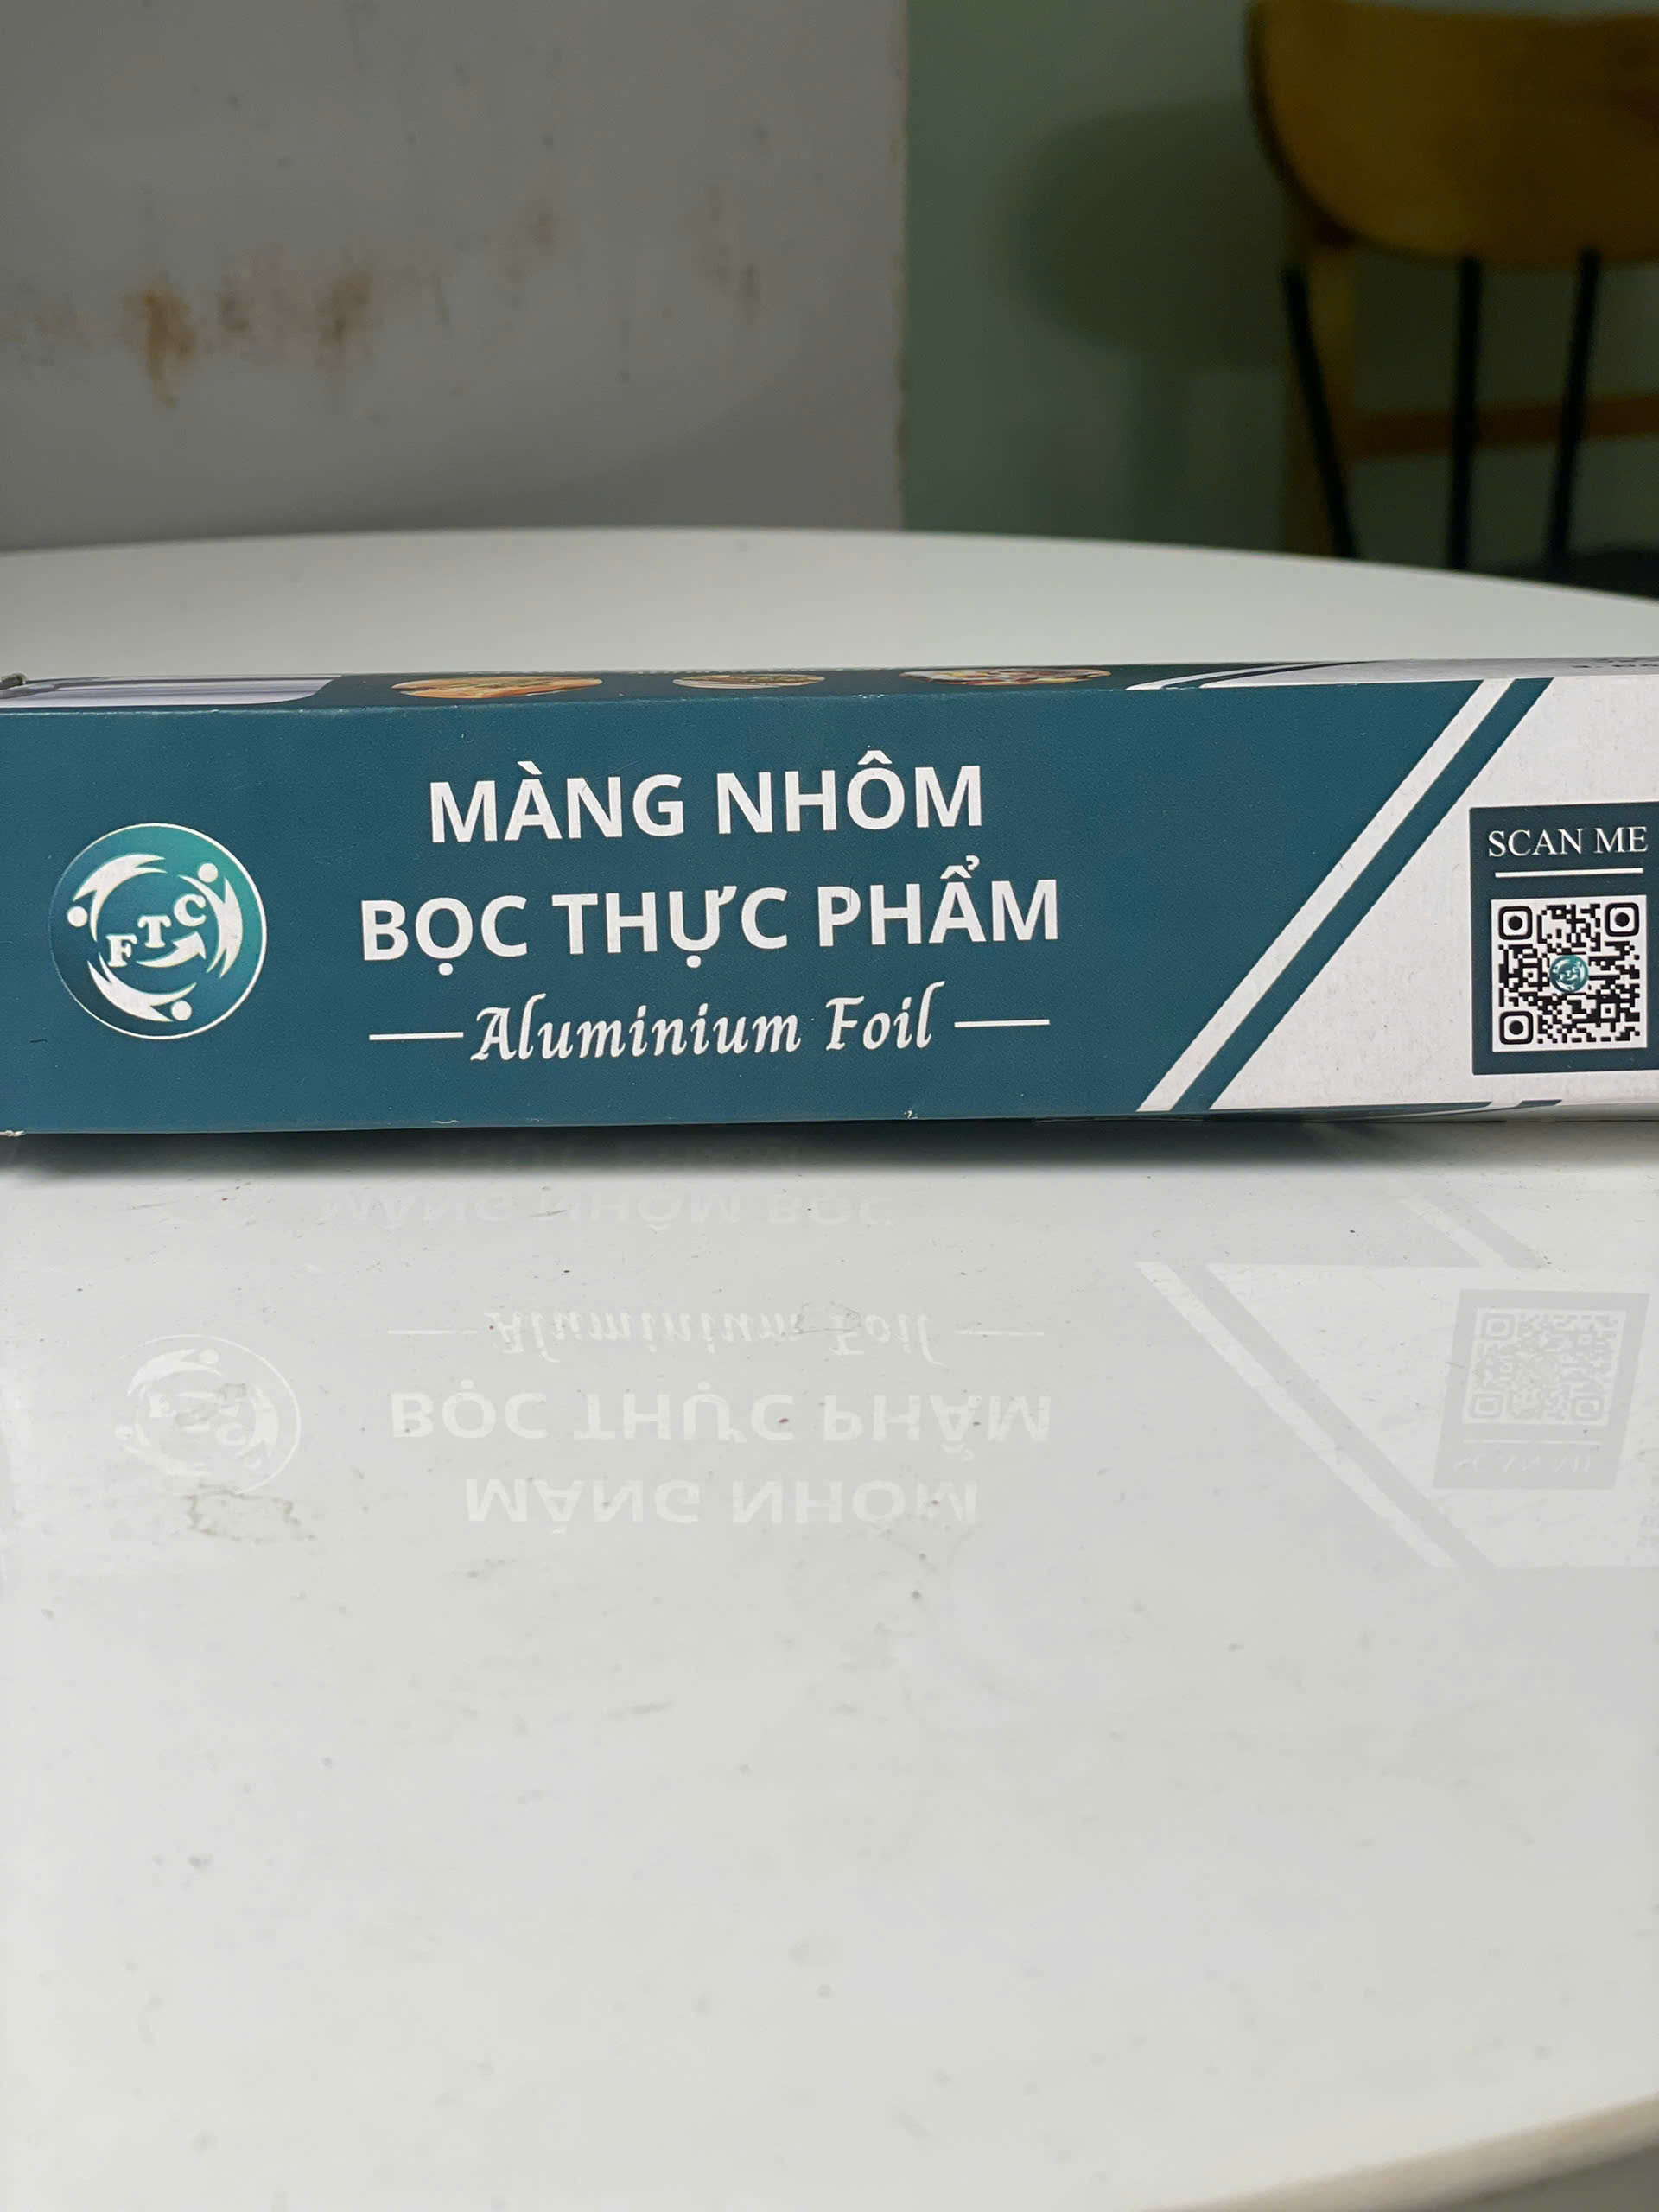 MÀNG NHÔM
BỌC THỰC PHẨM
Aluminium Foil
FTC
SCAN ME